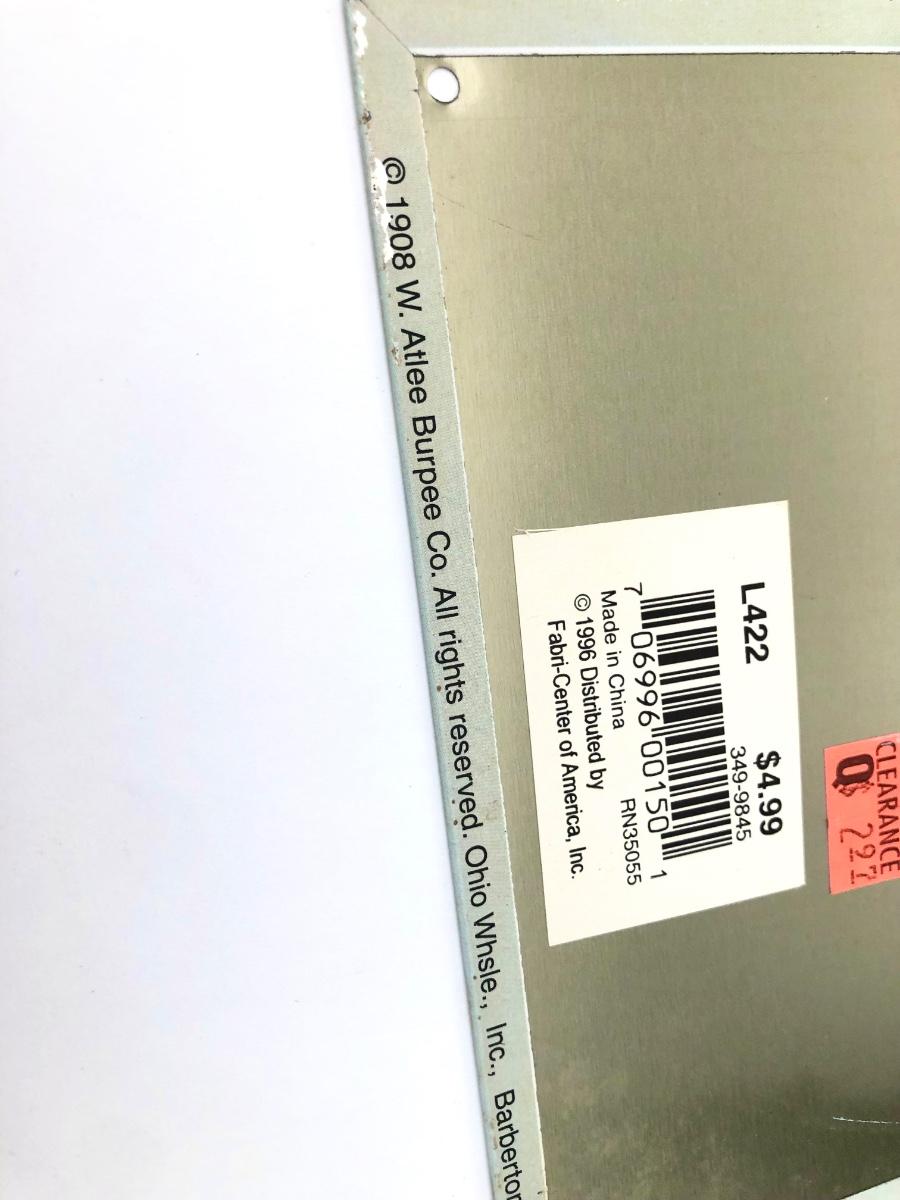 © 1908 W. Atlee Burpee Co. All rights reserved. Ohio Whsle., Inc., Barberton
L422 $4.99
349-9845
7 06996 00150 1
Made in China RN35055
© 1996 Distributed by
Fabri-Center of America, Inc.
CLEARANCE
$ 297